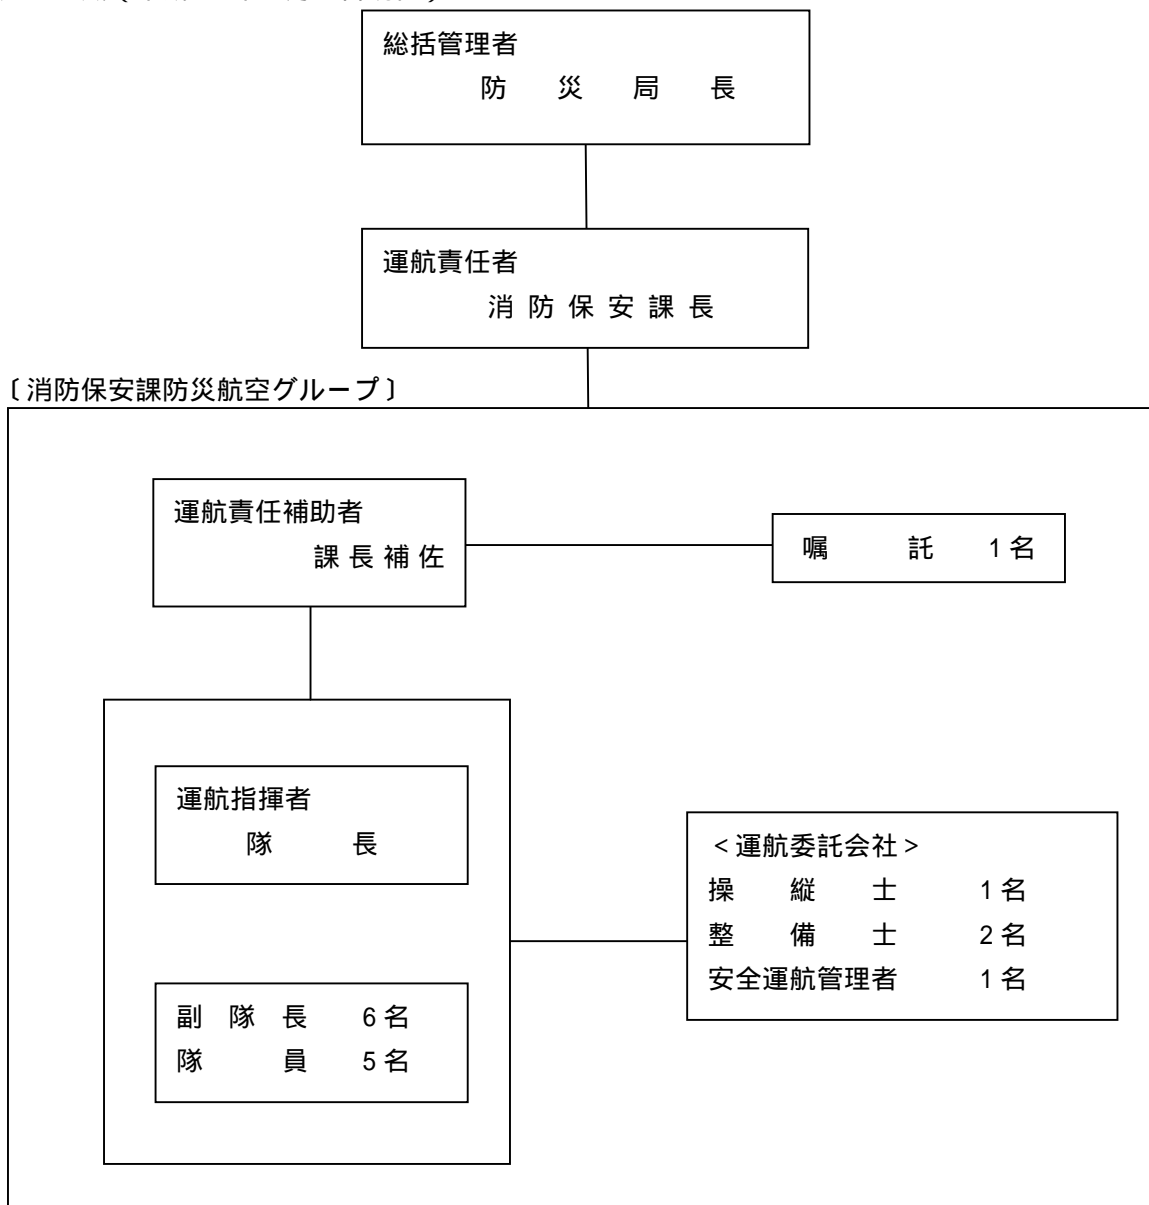 総括管理者
防 災 局 長
運航責任者
消防保安課長
〔消防保安課防災航空グループ〕
運航責任補助者
課長補佐
嘱 託 1名
運航指揮者
隊 長
副 隊 長 6名
隊 員 5名
<運航委託会社>
操 縦 士 1名
整 備 士 2名
安全運航管理者 1名